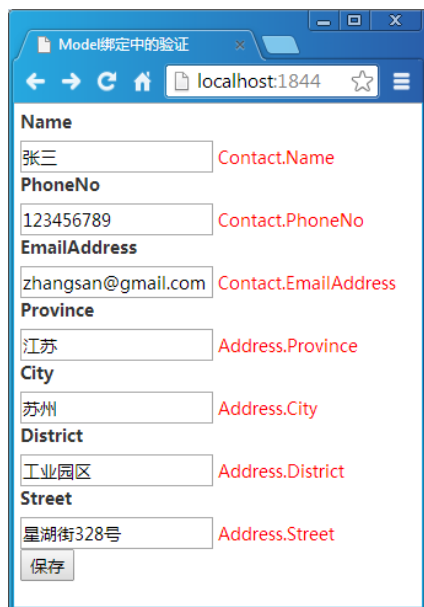 Model绑定中的验证
localhost:1844
Name
张三 Contact.Name
PhoneNo
123456789 Contact.PhoneNo
EmailAddress
zhangsan@gmail.com Contact.EmailAddress
Province
江苏 Address.Province
City
苏州 Address.City
District
工业园区 Address.District
Street
星湖街328号 Address.Street
保存